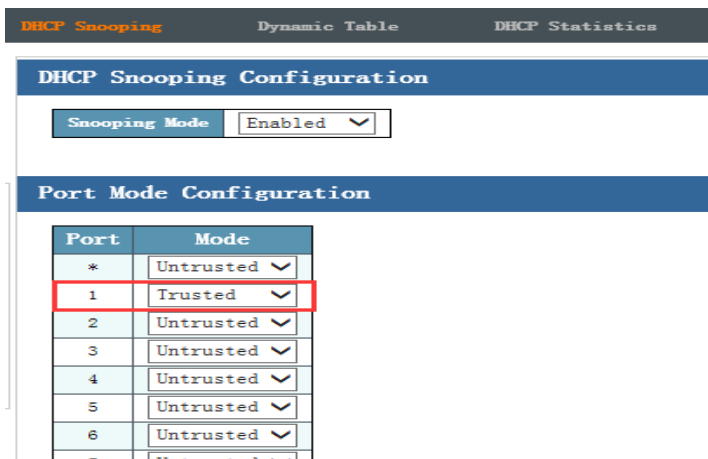 DHCP Snooping Dynamic Table DHCP Statistics
DHCP Snooping Configuration
Snooping Mode Enabled
Port Mode Configuration
Port Mode
* Untrusted
1 Trusted
2 Untrusted
3 Untrusted
4 Untrusted
5 Untrusted
6 Untrusted